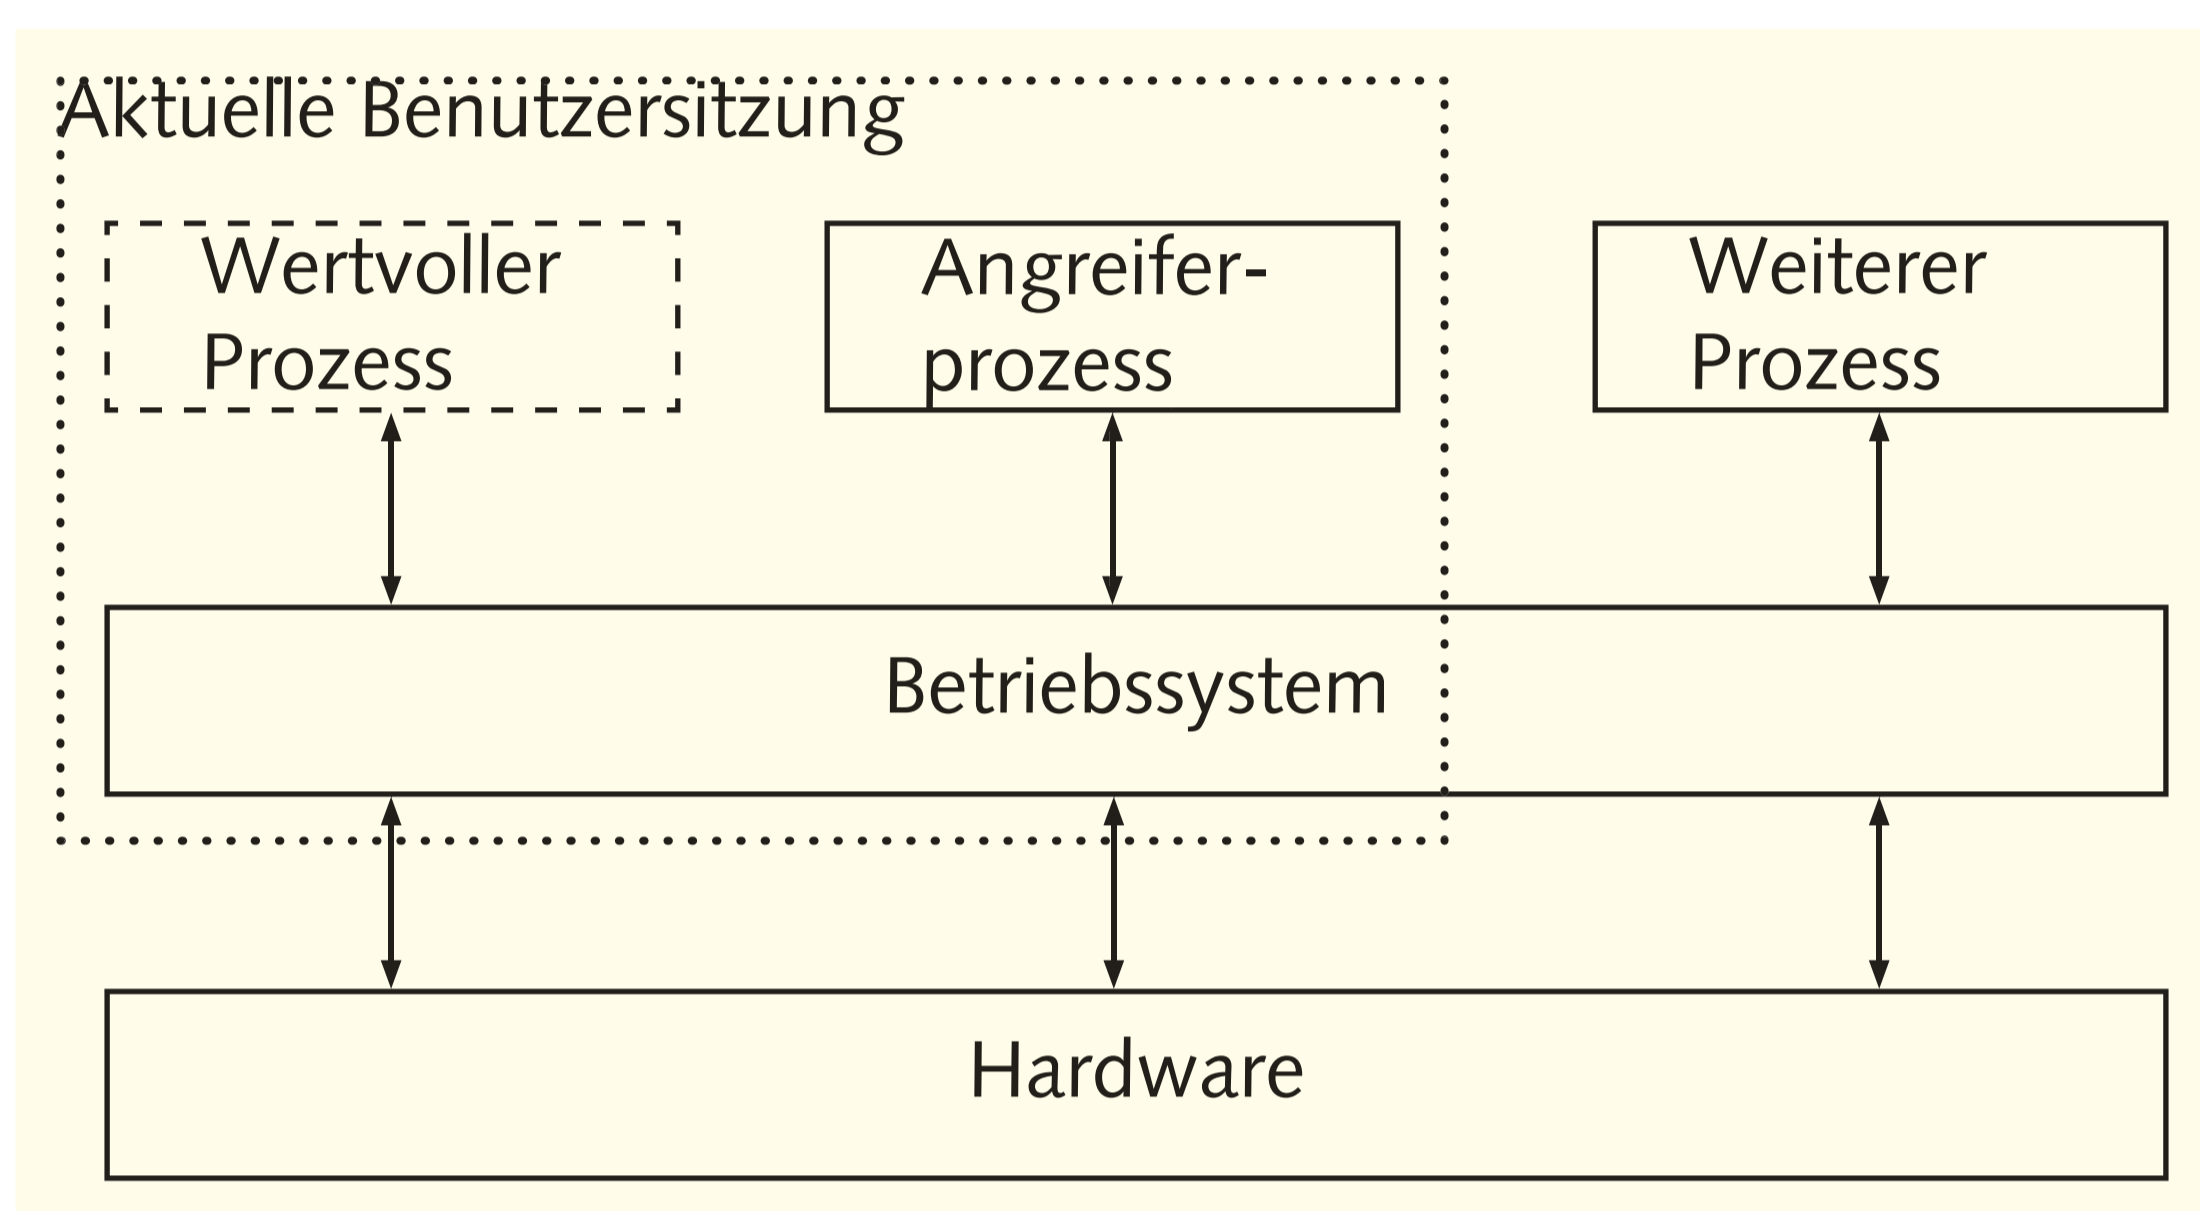 Aktuelle Benutzersitzung
Wertvoller
Prozess
Angreifer-
prozess
Weiterer
Prozess
Betriebssystem
Hardware